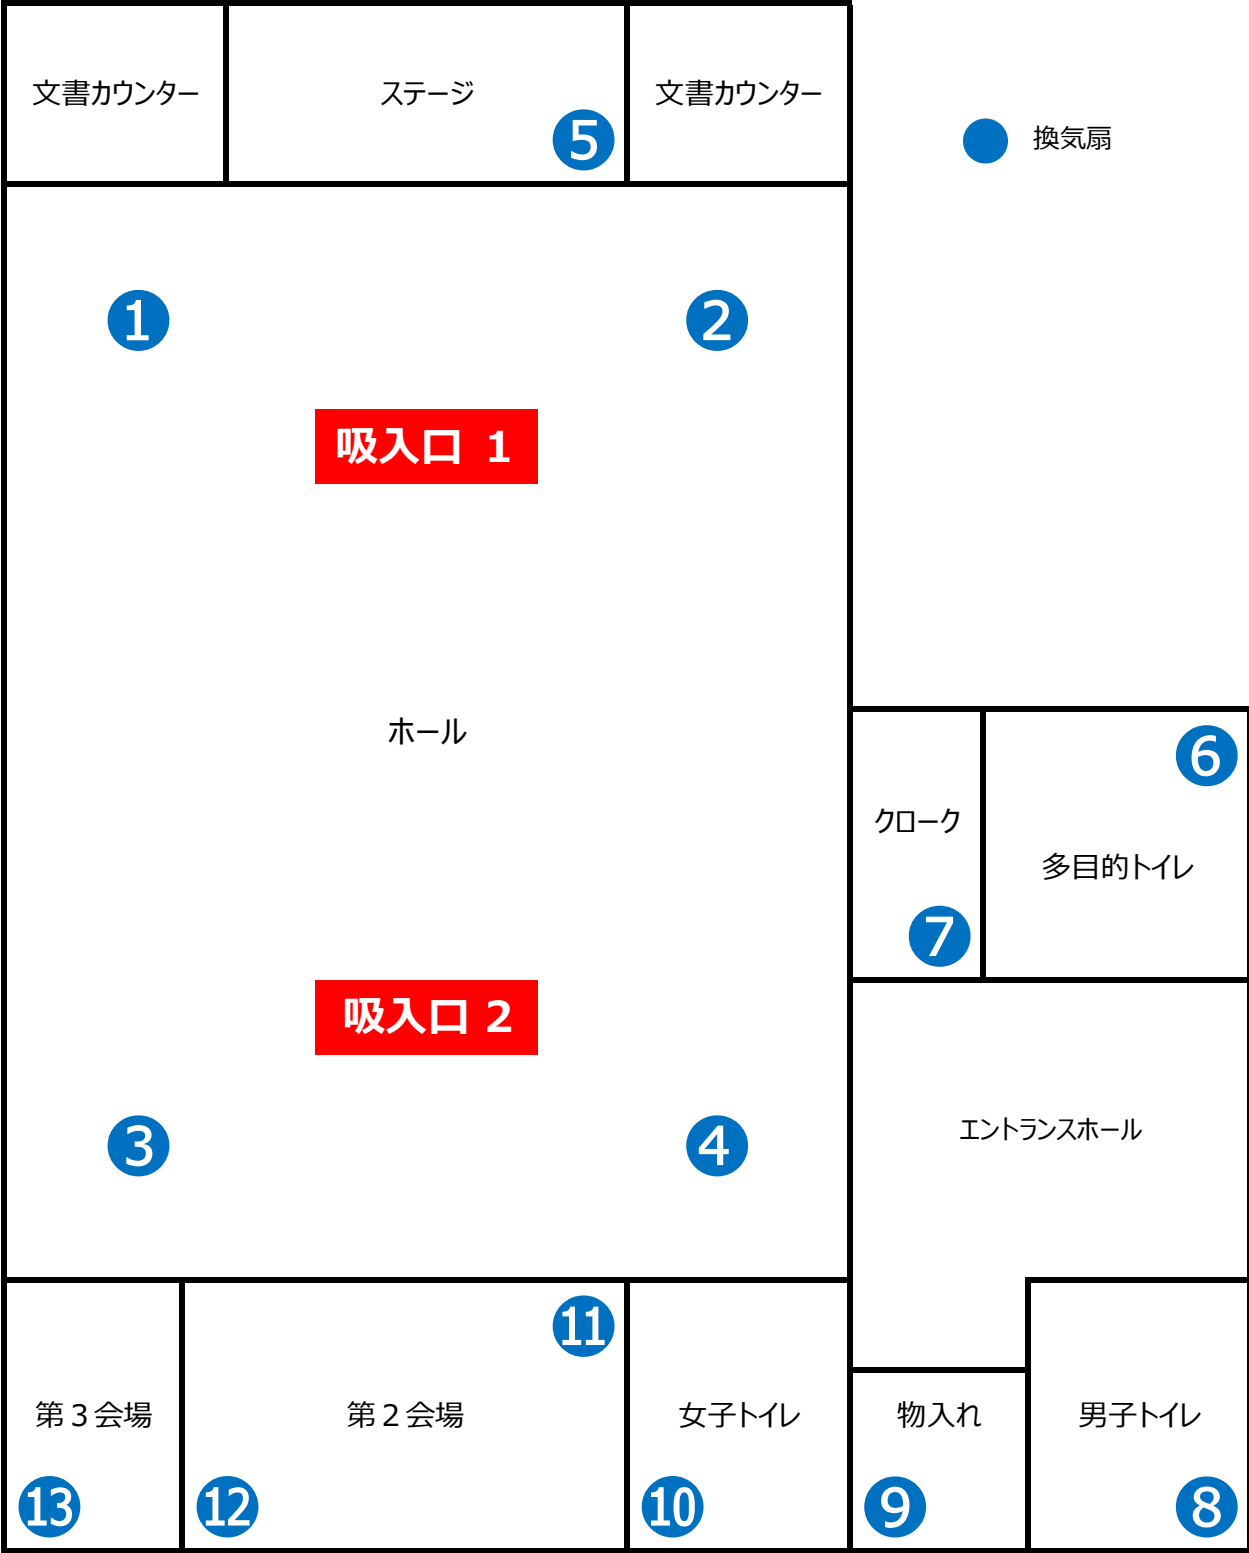 文書カウンター
ステージ
文書カウンター
5
換気扇
1
2
吸入口 1
ホール
6
クローク
多目的トイレ
7
吸入口 2
エントランスホール
3
4
11
第３会場
第２会場
女子トイレ
物入れ
男子トイレ
13
12
10
9
8